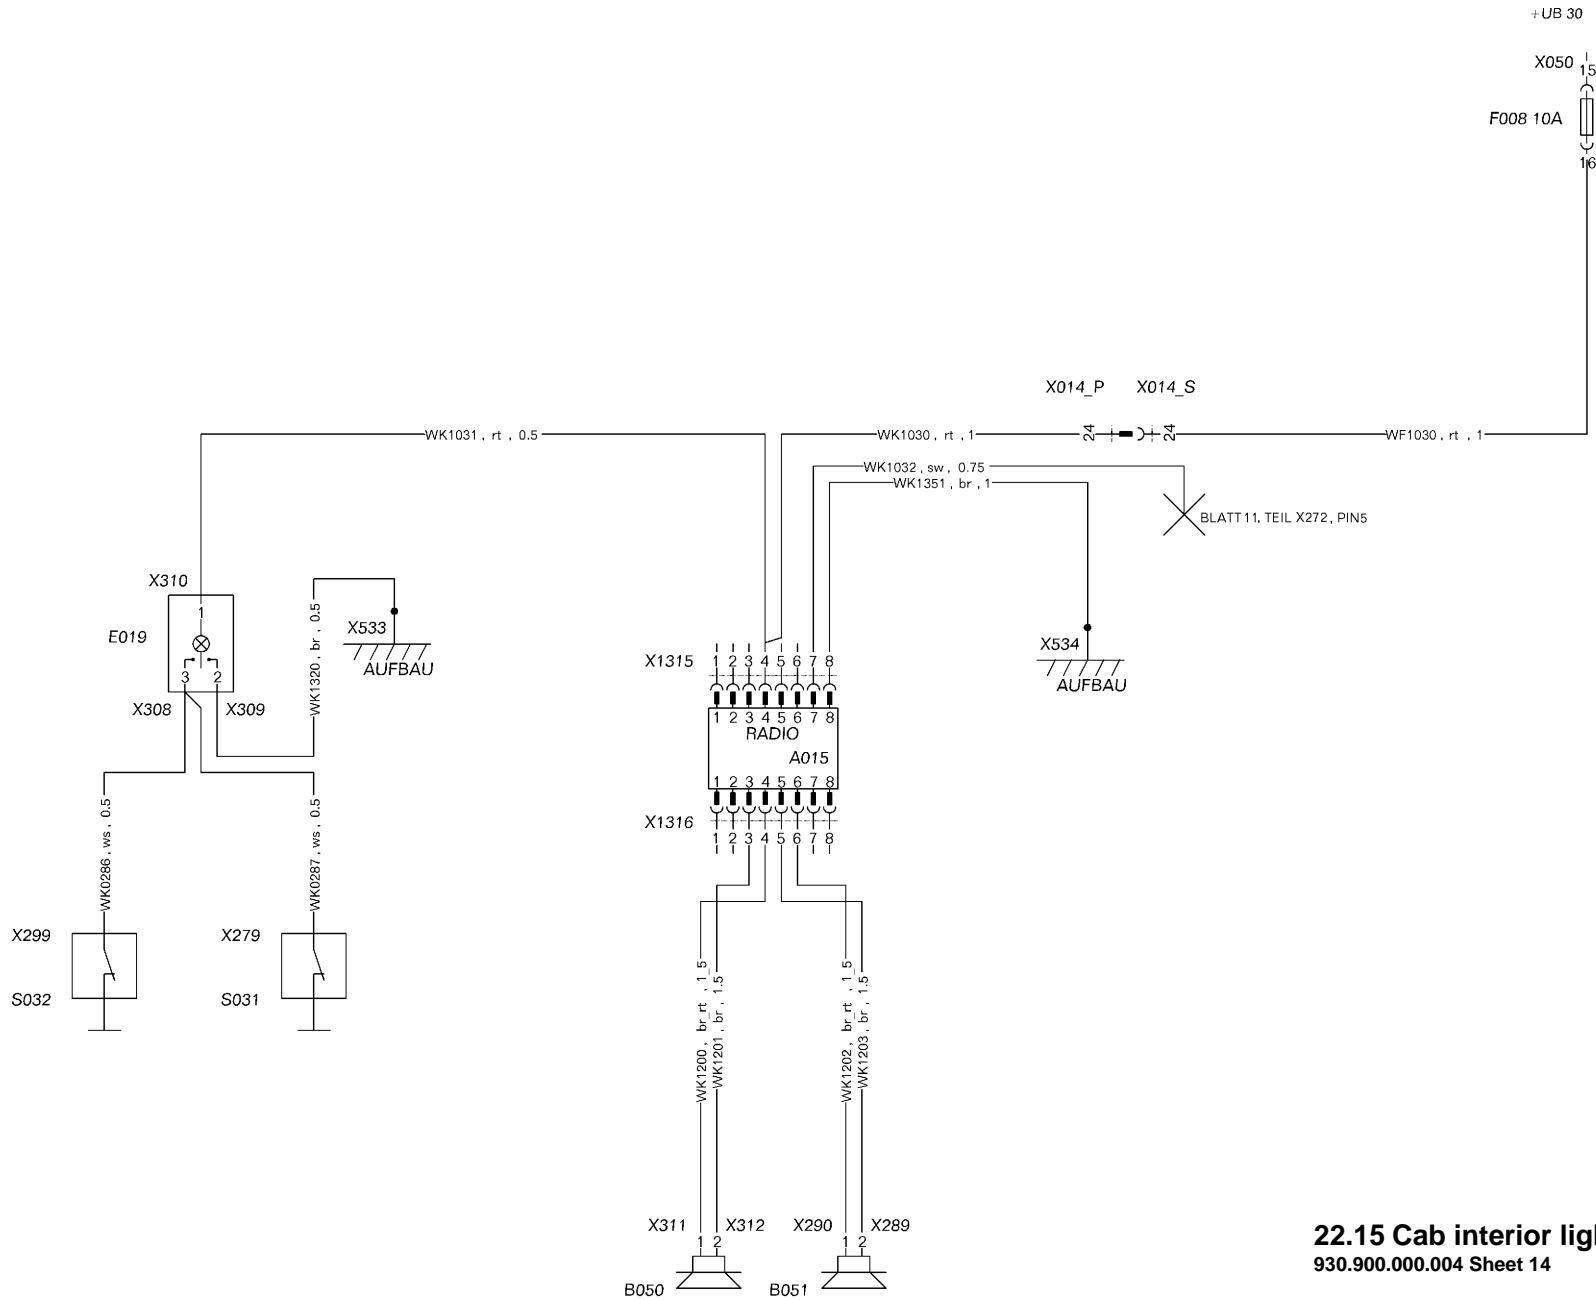 +UB 30
X050
15
F008 10A
16
X014_P X014_S
WK1031, rt , 0.5
WK1030, rt , 1
24
24
WF1030, rt , 1
WK1032, sw, 0.75
WK1351, br , 1
BLATT11, TEIL X272, PIN5
X310
1
E019
3 2
X308 X309
WK1320, br , 0.5
X533
AUFBAU
X534
AUFBAU
X1315
1 2 3 4 5 6 7 8
1 2 3 4 5 6 7 8
RADIO
A015
1 2 3 4 5 6 7 8
X1316
1 2 3 4 5 6 7 8
WK0286, ws, 0.5
WK0287, ws, 0.5
X299
S032
X279
S031
WK1200, br_rt , 1_5
WK1201, br , 1.5
WK1202, br_rt , 1_5
WK1203, br, 1.5
X311 X312
1 2
B050
X290 X289
1 2
B051
22.15 Cab interior lig
930.900.000.004 Sheet 14